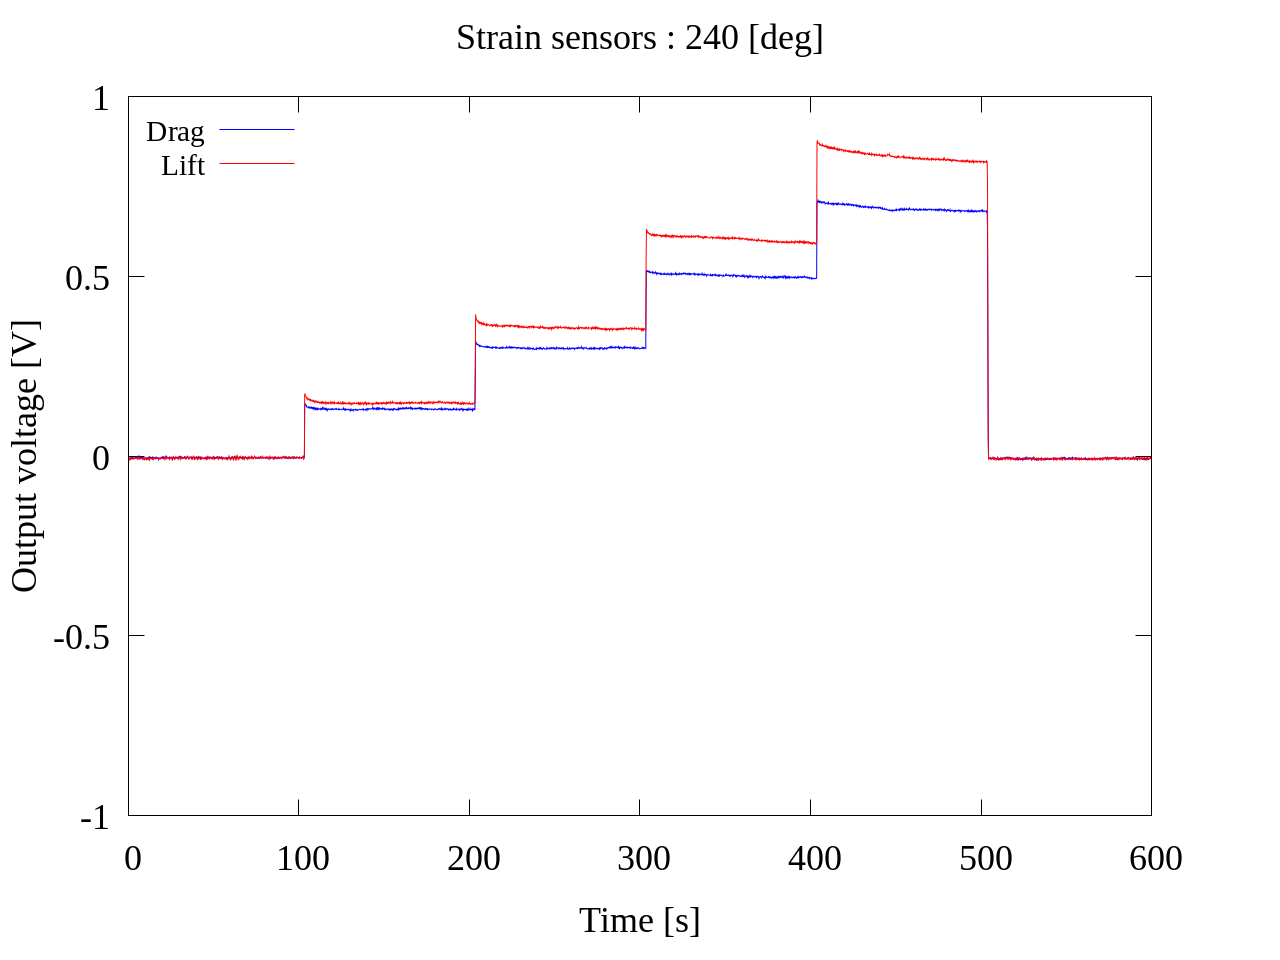 Strain sensors : 240 [deg]
Drag
Lift
1
0.5
0
-0.5
-1
Output voltage [V]
0 100 200 300 400 500 600
Time [s]